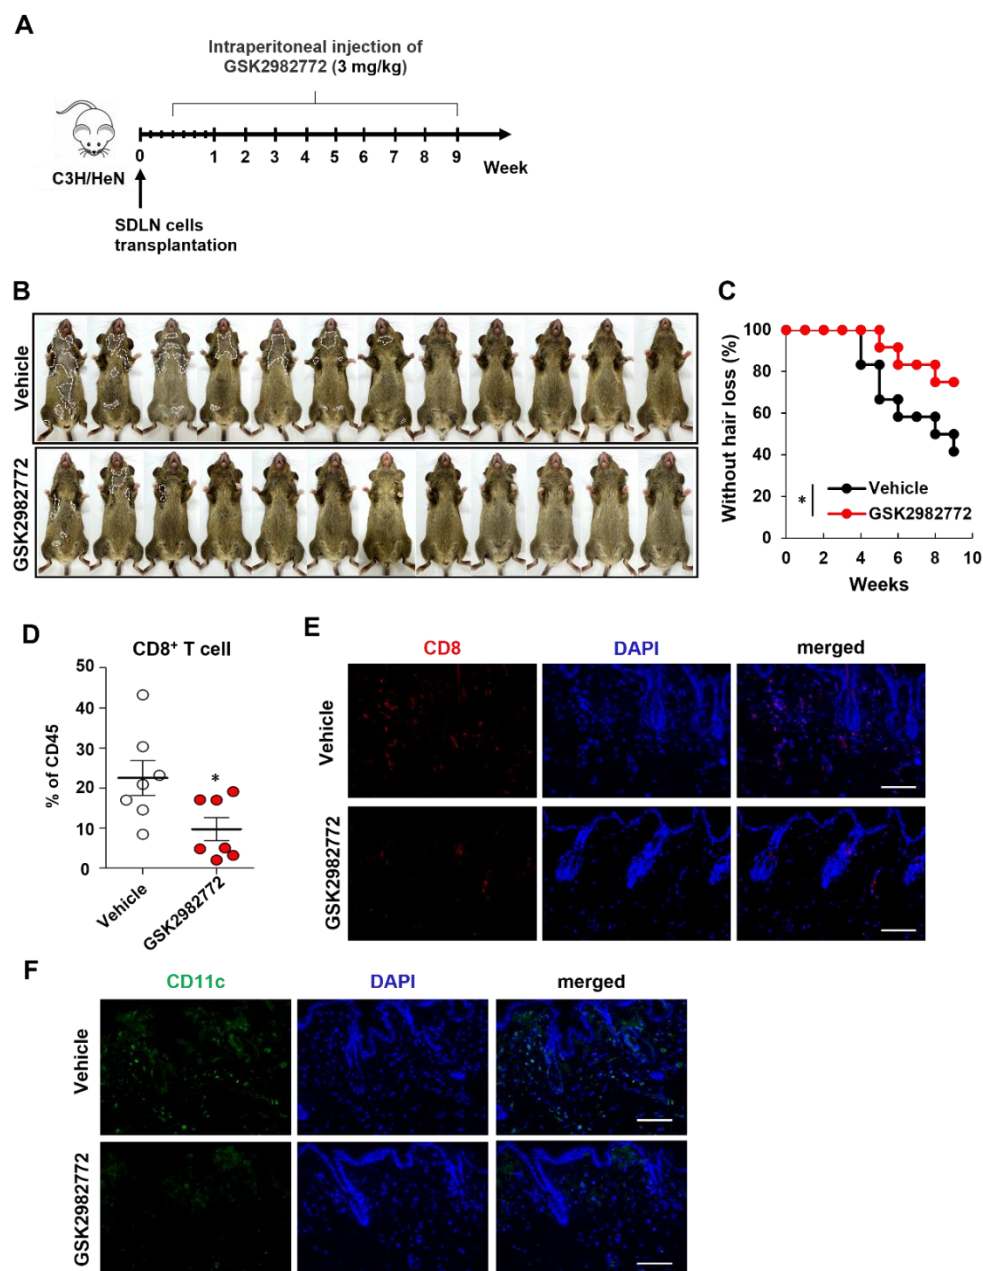 A
Intraperitoneal injection of
GSK2982772 (3 mg/kg)
0 1 2 3 4 5 6 7 8 9
Week
C3H/HeN
SDLN cells
transplantation
B
Vehicle
GSK2982772
C
Without hair loss (%)
100
80
60
40
20
0
*
Vehicle
GSK2982772
0 2 4 6 8 10
Weeks
D
CD8⁺ T cell
% of CD45
50
40
30
20
10
0
*
Vehicle
GSK2982772
E
CD8 DAPI merged
Vehicle
GSK2982772
F
CD11c DAPI merged
Vehicle
GSK2982772